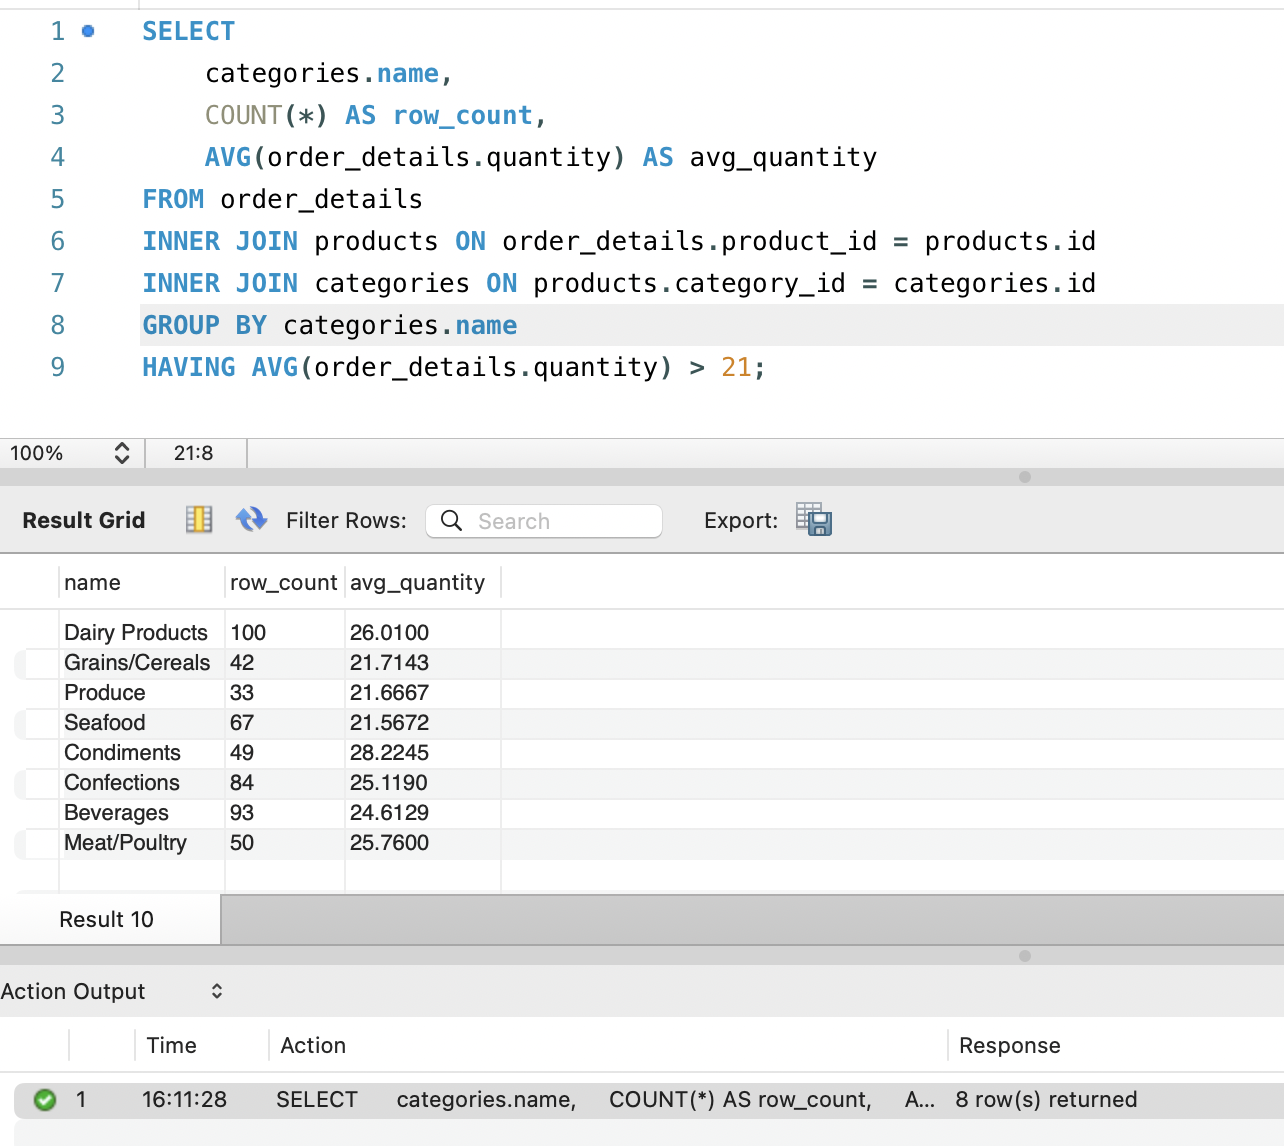 1 SELECT
2 categories.name,
3 COUNT(*) AS row_count,
4 AVG(order_details.quantity) AS avg_quantity
5 FROM order_details
6 INNER JOIN products ON order_details.product_id = products.id
7 INNER JOIN categories ON products.category_id = categories.id
8 GROUP BY categories.name
9 HAVING AVG(order_details.quantity) > 21;
100% 21:8
Result Grid Filter Rows: Search Export:
name row_count avg_quantity
Dairy Products 100 26.0100
Grains/Cereals 42 21.7143
Produce 33 21.6667
Seafood 67 21.5672
Condiments 49 28.2245
Confections 84 25.1190
Beverages 93 24.6129
Meat/Poultry 50 25.7600
Result 10
Action Output
Time Action Response
1 16:11:28 SELECT categories.name, COUNT(*) AS row_count, A... 8 row(s) returned